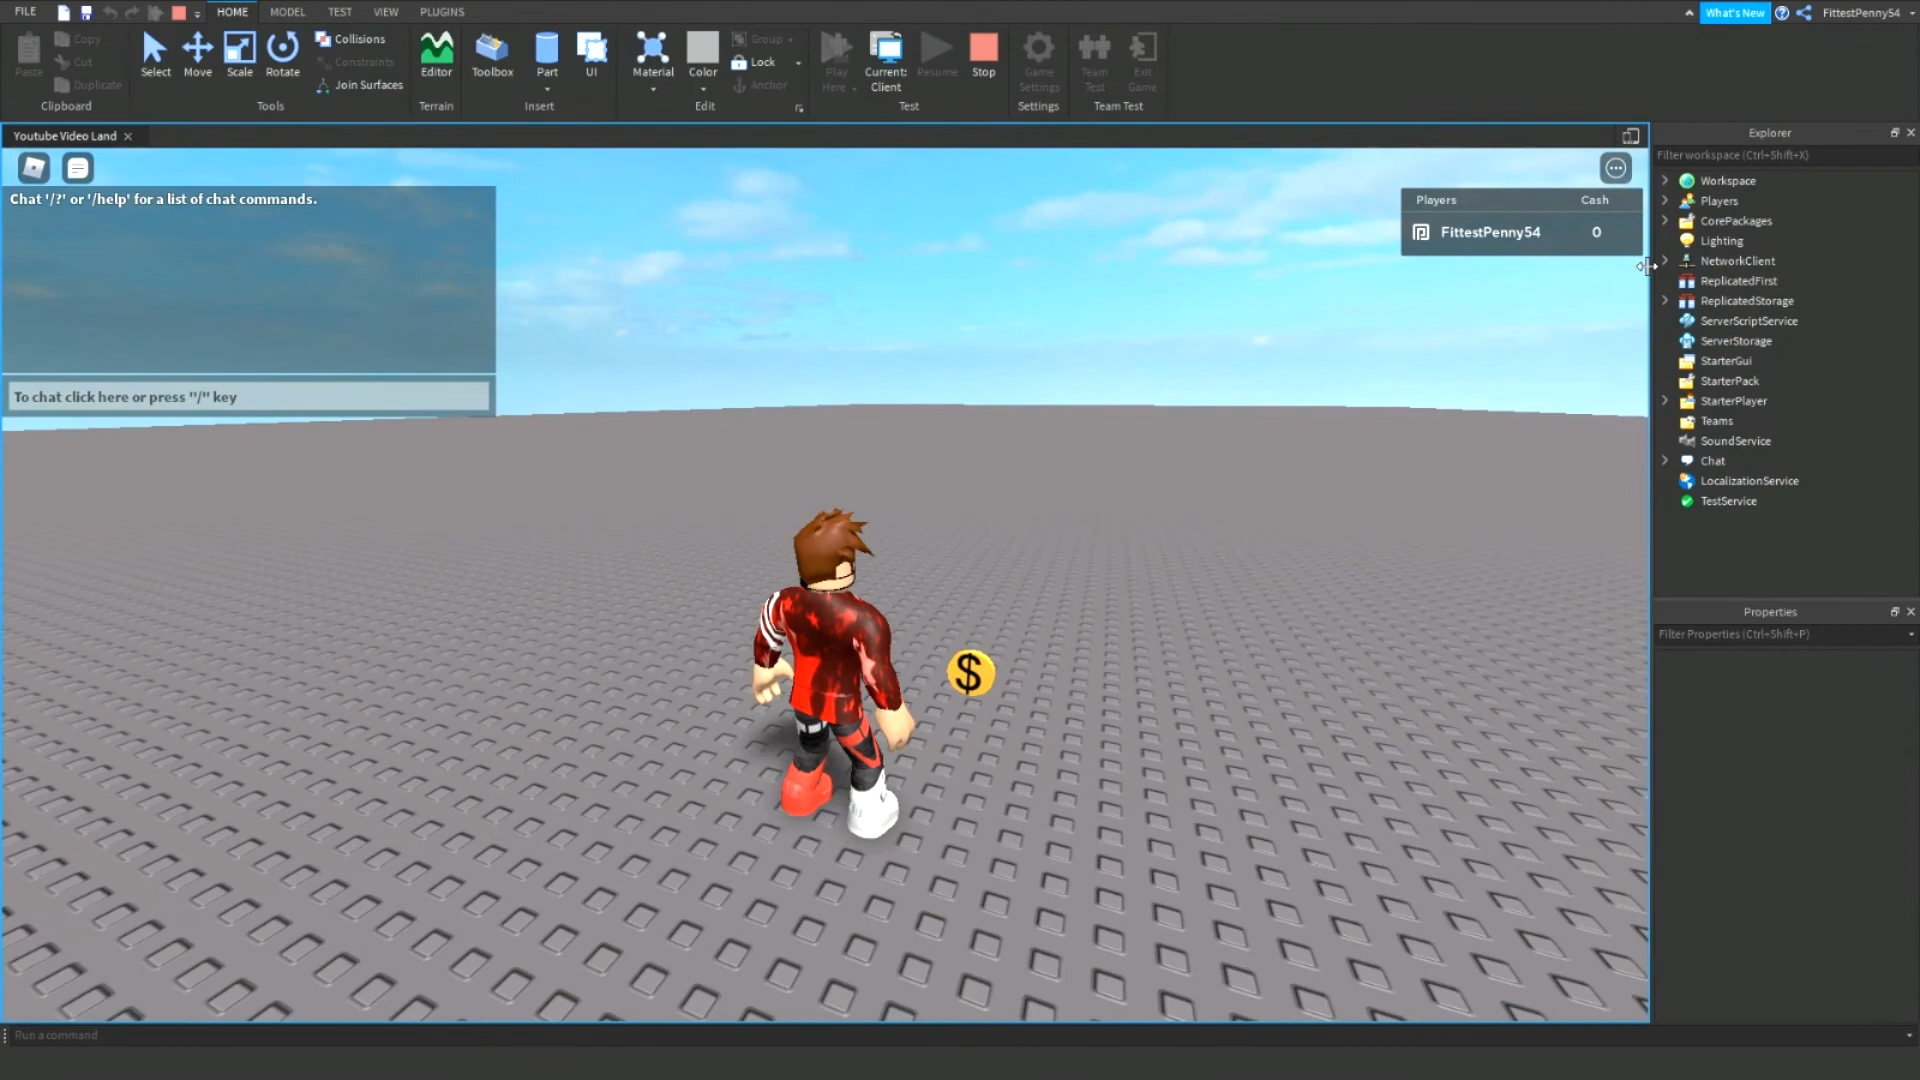 FILE
HOME
MODEL
TEST
VIEW
PLUGINS
What's New
FittestPenny54
Paste
Copy
Cut
Duplicate
Clipboard
Select
Move
Scale
Rotate
Collisions
Constraints
Join Surfaces
Tools
Editor
Terrain
Toolbox
Part
UI
Insert
Material
Color
Group
Lock
Anchor
Edit
Play
Here
Current:
Client
Resume
Stop
Test
Game
Settings
Settings
Team
Test
Exit
Game
Team Test
Youtube Video Land
Chat '/?' or '/help' for a list of chat commands.
To chat click here or press "/" key
Players Cash
FittestPenny54 0
$
Explorer
Filter workspace (Ctrl+Shift+X)
Workspace
Players
CorePackages
Lighting
NetworkClient
ReplicatedFirst
ReplicatedStorage
ServerScriptService
ServerStorage
StarterGui
StarterPack
StarterPlayer
Teams
SoundService
Chat
LocalizationService
TestService
Properties
Filter Properties (Ctrl+Shift+P)
Run a command